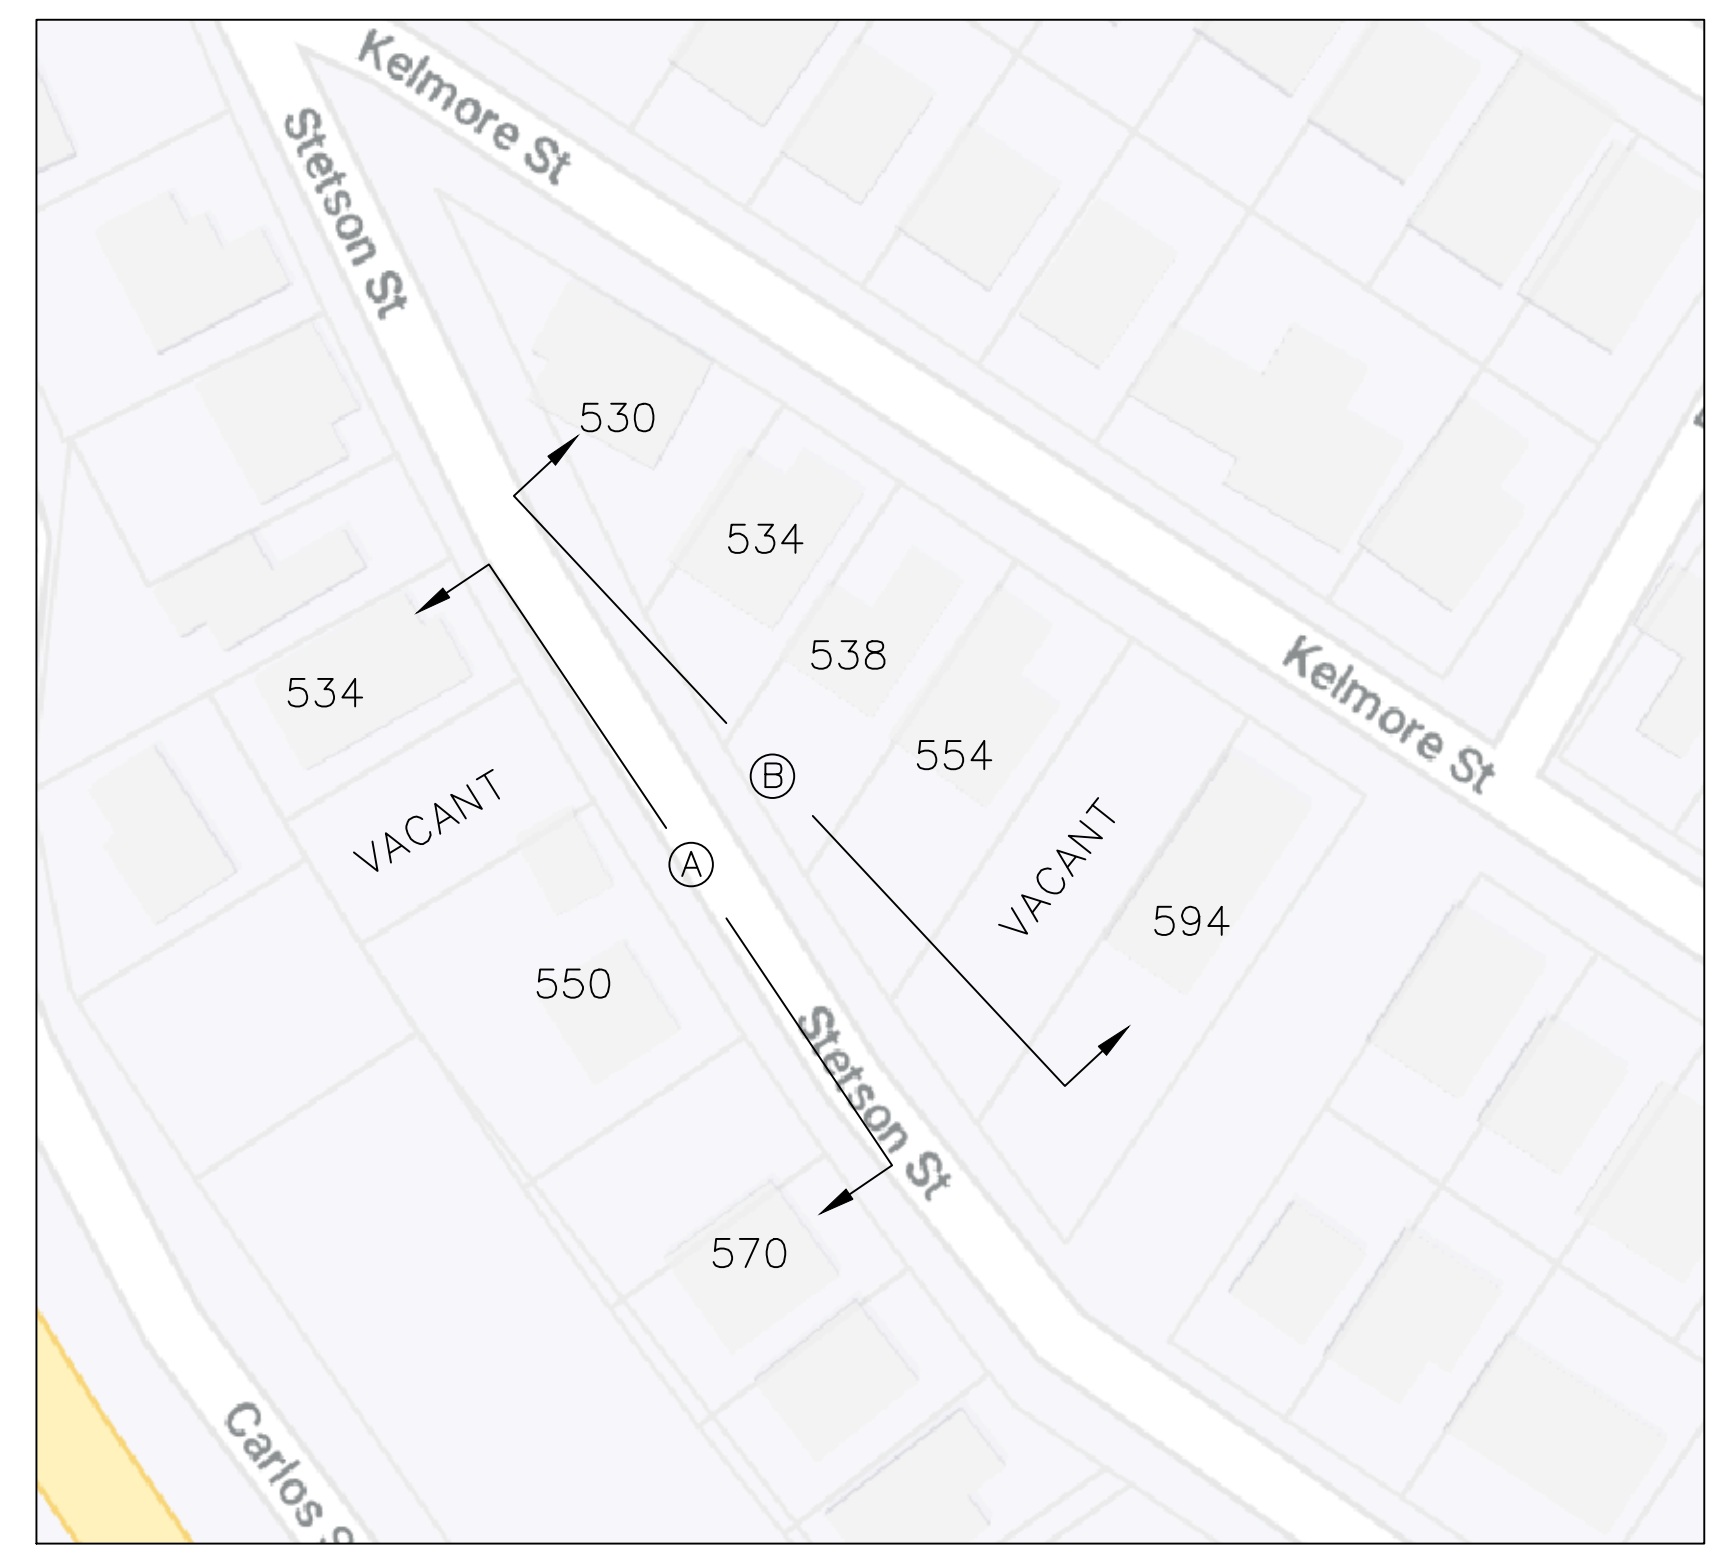 Kelmore St
Stetson St
530
534
538
534
554
Kelmore St
B
VACANT
A
VACANT
594
550
Stetson St
570
Carlos